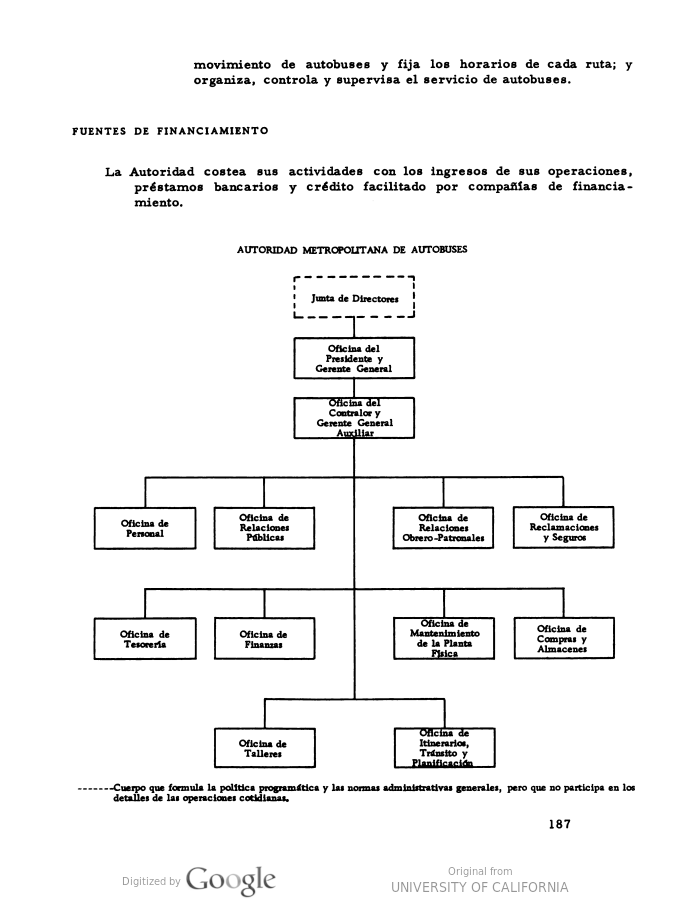 movimiento de autobuses y fija los horarios de cada ruta; y
organiza, controla y supervisa el servicio de autobuses.
FUENTES DE FINANCIAMIENTO
La Autoridad costea sus actividades con los ingresos de sus operaciones,
préstamos bancarios y crédito facilitado por compañías de financia-
miento.
AUTORIDAD METROPOLITANA DE AUTOBUSES
Junta de Directores
Oficina del
Presidente y
Gerente General
Oficina del
Contralor y
Gerente General
Auxiliar
Oficina de
Personal
Oficina de
Relaciones
Públicas
Oficina de
Relaciones
Obrero-Patronales
Oficina de
Reclamaciones
y Seguros
Oficina de
Tesorería
Oficina de
Finanzas
Oficina de
Mantenimiento
de la Planta
Física
Oficina de
Compras y
Almacenes
Oficina de
Talleres
Oficina de
Itinerarios,
Tránsito y
Planificación
-------Cuerpo que formula la política programática y las normas administrativas generales, pero que no participa en los
detalles de las operaciones cotidianas.
187
Digitized by Google
Original from
UNIVERSITY OF CALIFORNIA